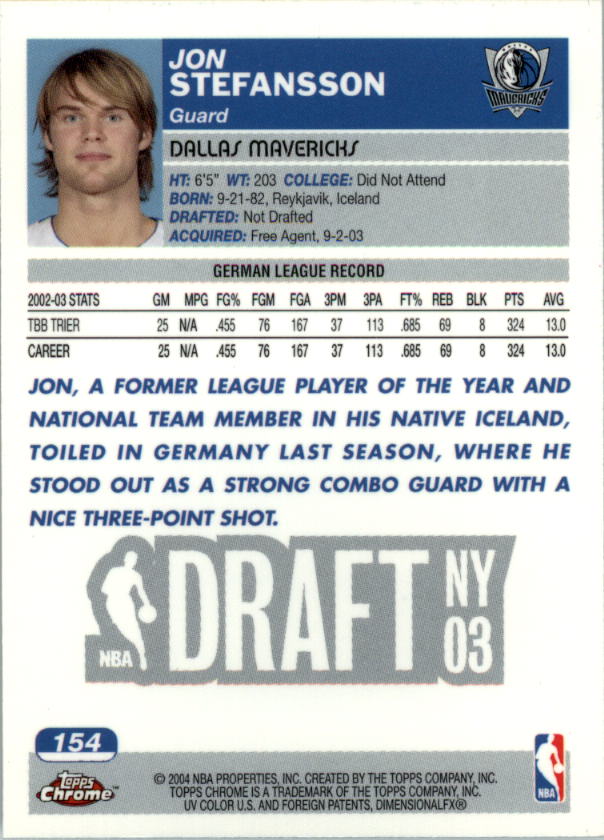 JON
STEFANSSON
Guard
MAVERICKS
DALLAS MAVERICKS
HT: 6'5" WT: 203 COLLEGE: Did Not Attend
BORN: 9-21-82, Reykjavik, Iceland
DRAFTED: Not Drafted
ACQUIRED: Free Agent, 9-2-03
GERMAN LEAGUE RECORD
2002-03 STATS GM MPG FG% FGM FGA 3PM 3PA FT% REB BLK PTS AVG
TBB TRIER 25 N/A .455 76 167 37 113 .685 69 8 324 13.0
CAREER 25 N/A .455 76 167 37 113 .685 69 8 324 13.0
JON, A FORMER LEAGUE PLAYER OF THE YEAR AND
NATIONAL TEAM MEMBER IN HIS NATIVE ICELAND,
TOILED IN GERMANY LAST SEASON, WHERE HE
STOOD OUT AS A STRONG COMBO GUARD WITH A
NICE THREE-POINT SHOT.
NBA DRAFT NY 03
154
Topps Chrome™
© 2004 NBA PROPERTIES, INC. CREATED BY THE TOPPS COMPANY, INC.
TOPPS CHROME IS A TRADEMARK OF THE TOPPS COMPANY, INC.
UV COLOR U.S. AND FOREIGN PATENTS, DIMENSIONALFX®
NBA